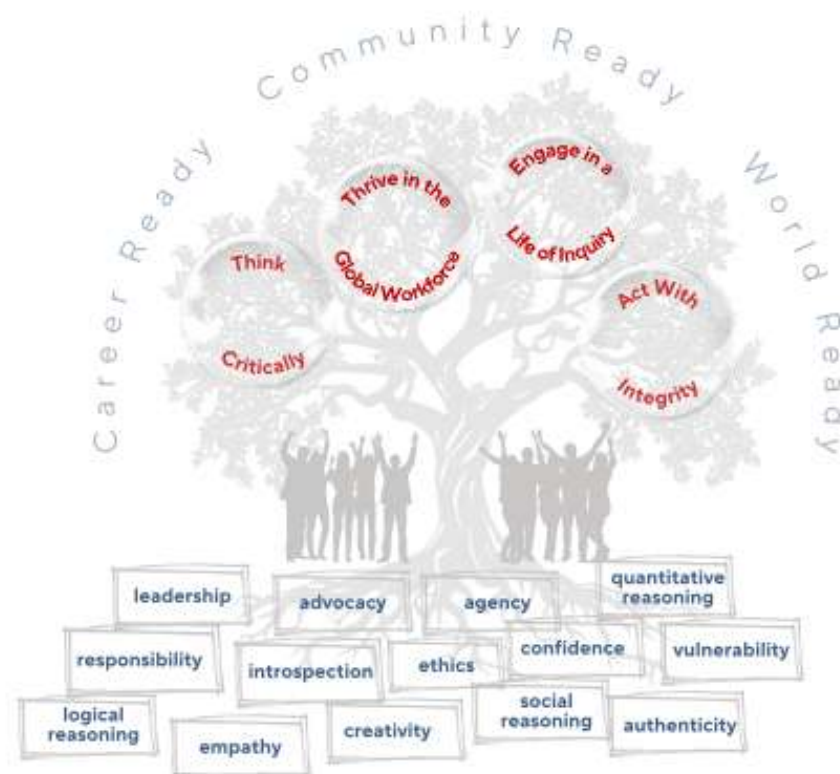 Career Ready Community Ready World Ready
Think
Critically
Thrive in the
Global Workforce
Engage in a
Life of Inquiry
Act With
Integrity
leadership
advocacy
agency
quantitative
reasoning
responsibility
introspection
ethics
confidence
vulnerability
logical
reasoning
empathy
creativity
social
reasoning
authenticity